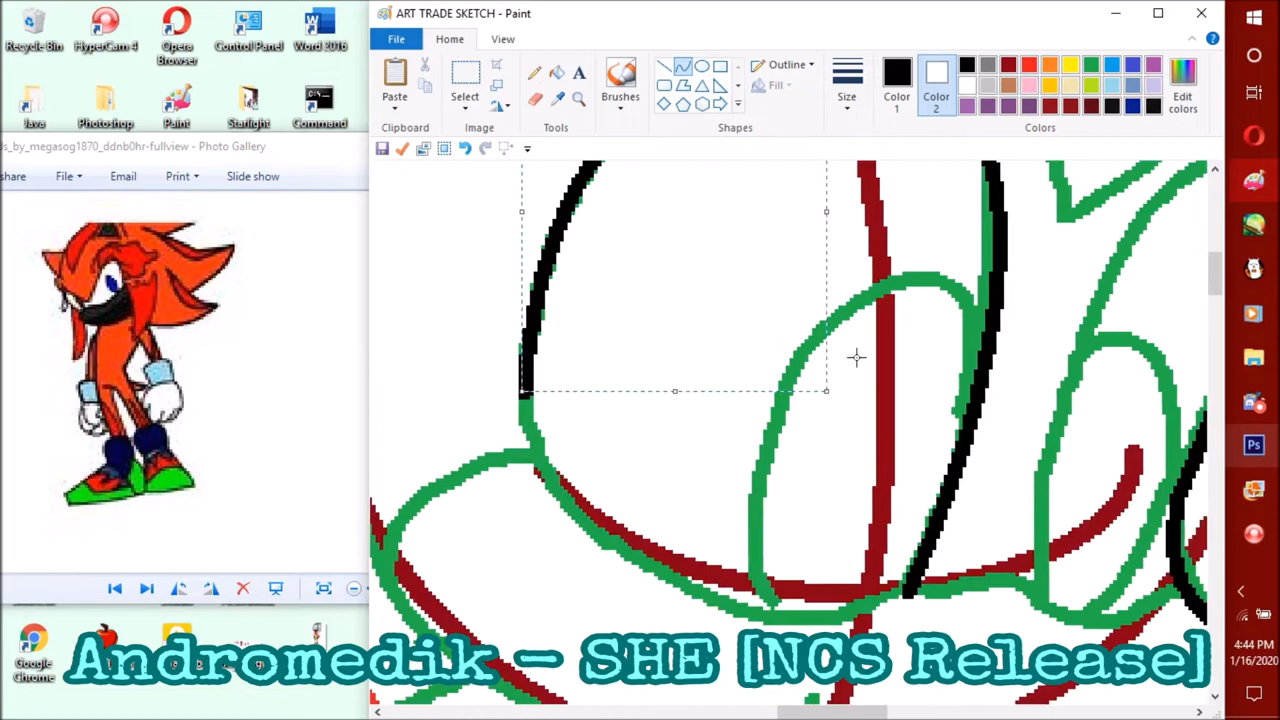 ART TRADE SKETCH - Paint
File
Home
View
Paste
Select
Brushes
Size
Outline
Fill
Color 1
Color 2
Edit colors
Clipboard
Image
Tools
Shapes
Colors
Recycle Bin
HyperCam 4
Opera Browser
Control Panel
Word 2016
Java
Photoshop
Paint
Starlight
Command
ds_by_megasog1870_ddnb0hr-fullview - Photo Gallery
share
File
Email
Print
Slide show
Google Chrome
Ps
4:44 PM
1/16/2020
Andromedik - SHE [NCS Release]